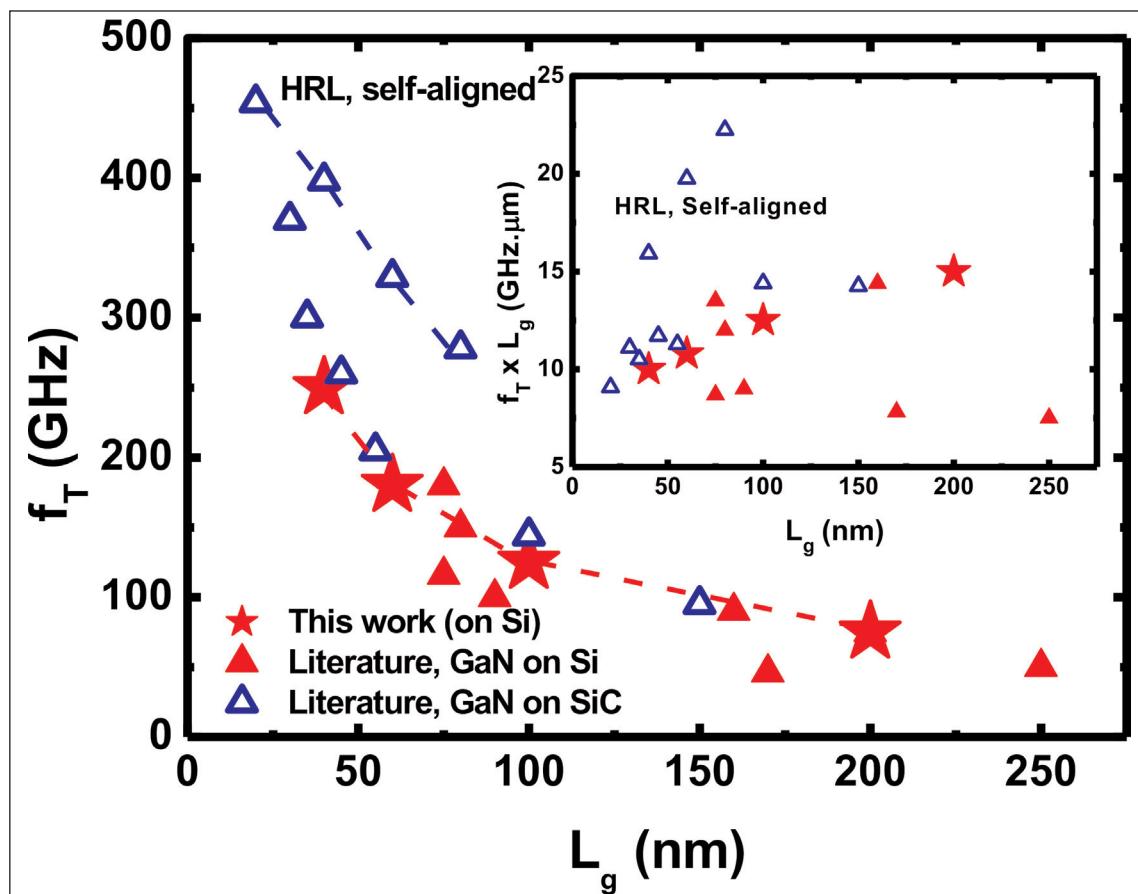 500
400
300
200
100
0
f_T (GHz)
0 50 100 150 200 250
L_g (nm)
HRL, self-aligned
This work (on Si)
Literature, GaN on Si
Literature, GaN on SiC
25
20
15
10
5
f_T x L_g (GHz.μm)
HRL, Self-aligned
0 50 100 150 200 250
L_g (nm)